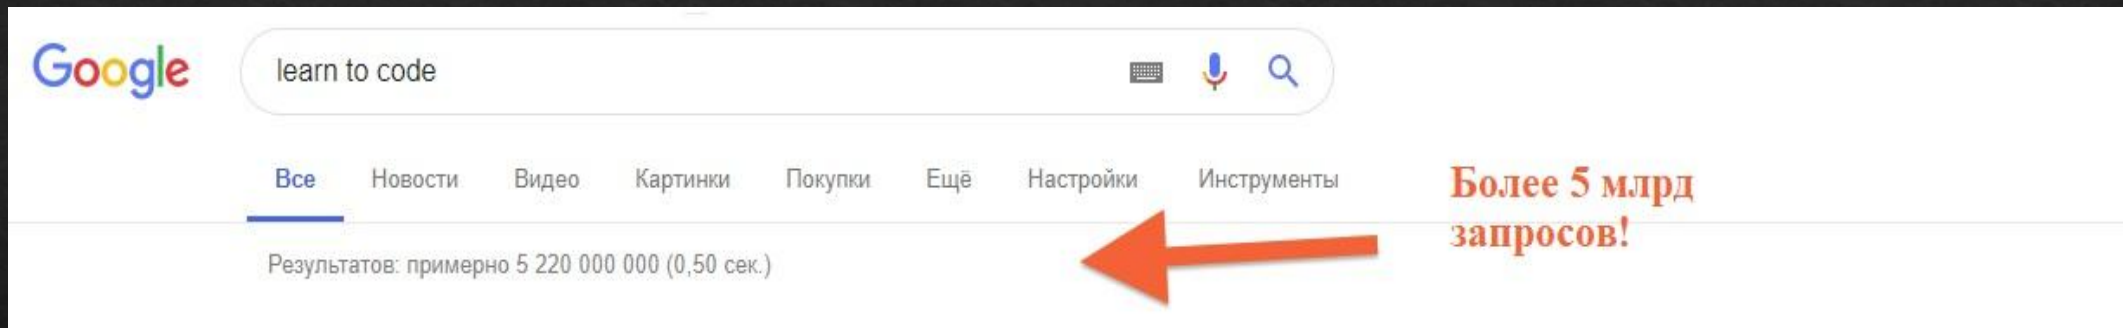 Google
learn to code
Все Новости Видео Картинки Покупки Ещё Настройки Инструменты
Более 5 млрд
запросов!
Результатов: примерно 5 220 000 000 (0,50 сек.)